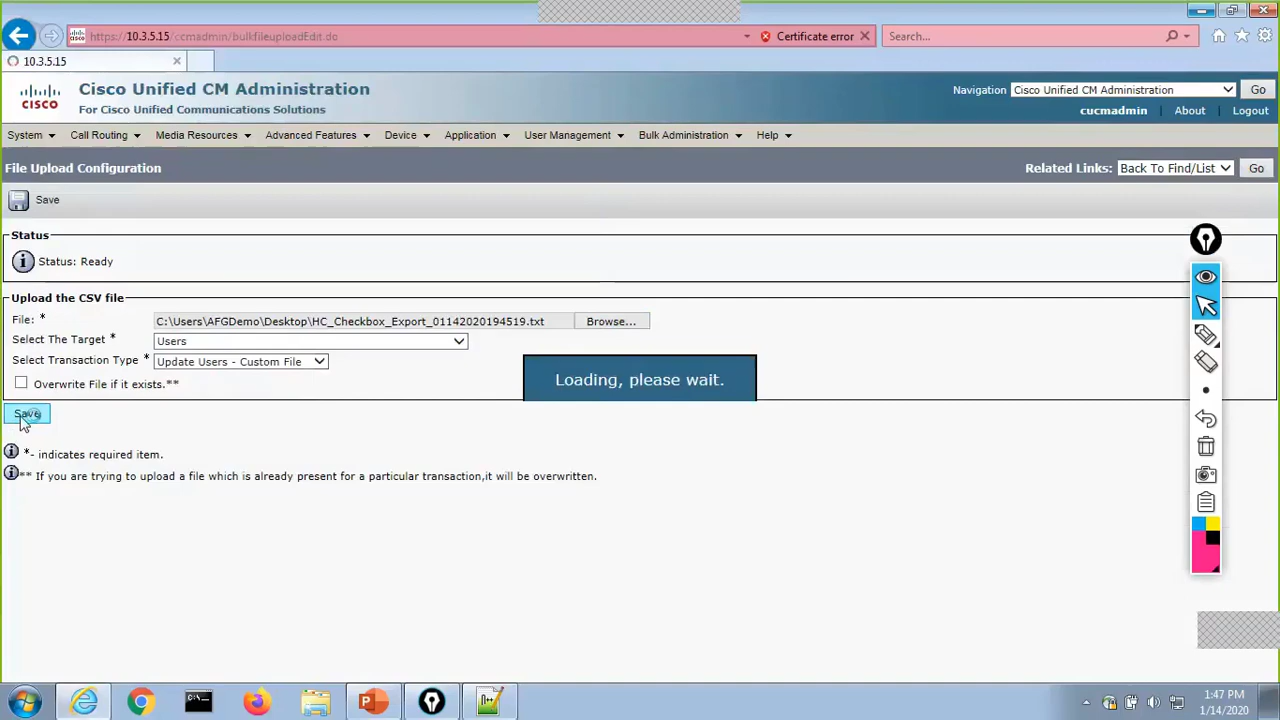 https://10.3.5.15/ccmadmin/bulkfileuploadEdit.do
Certificate error
Search...
10.3.5.15
Cisco Unified CM Administration
For Cisco Unified Communications Solutions
CISCO
Navigation Cisco Unified CM Administration Go
cucmadmin About Logout
System Call Routing Media Resources Advanced Features Device Application User Management Bulk Administration Help
File Upload Configuration
Related Links: Back To Find/List Go
Save
Status
Status: Ready
Upload the CSV file
File: * C:\Users\AFGDemo\Desktop\HC_Checkbox_Export_01142020194519.txt Browse...
Select The Target * Users
Select Transaction Type * Update Users - Custom File
Overwrite File if it exists.**
Loading, please wait.
Save
*- indicates required item.
** If you are trying to upload a file which is already present for a particular transaction,it will be overwritten.
1:47 PM
1/14/2020